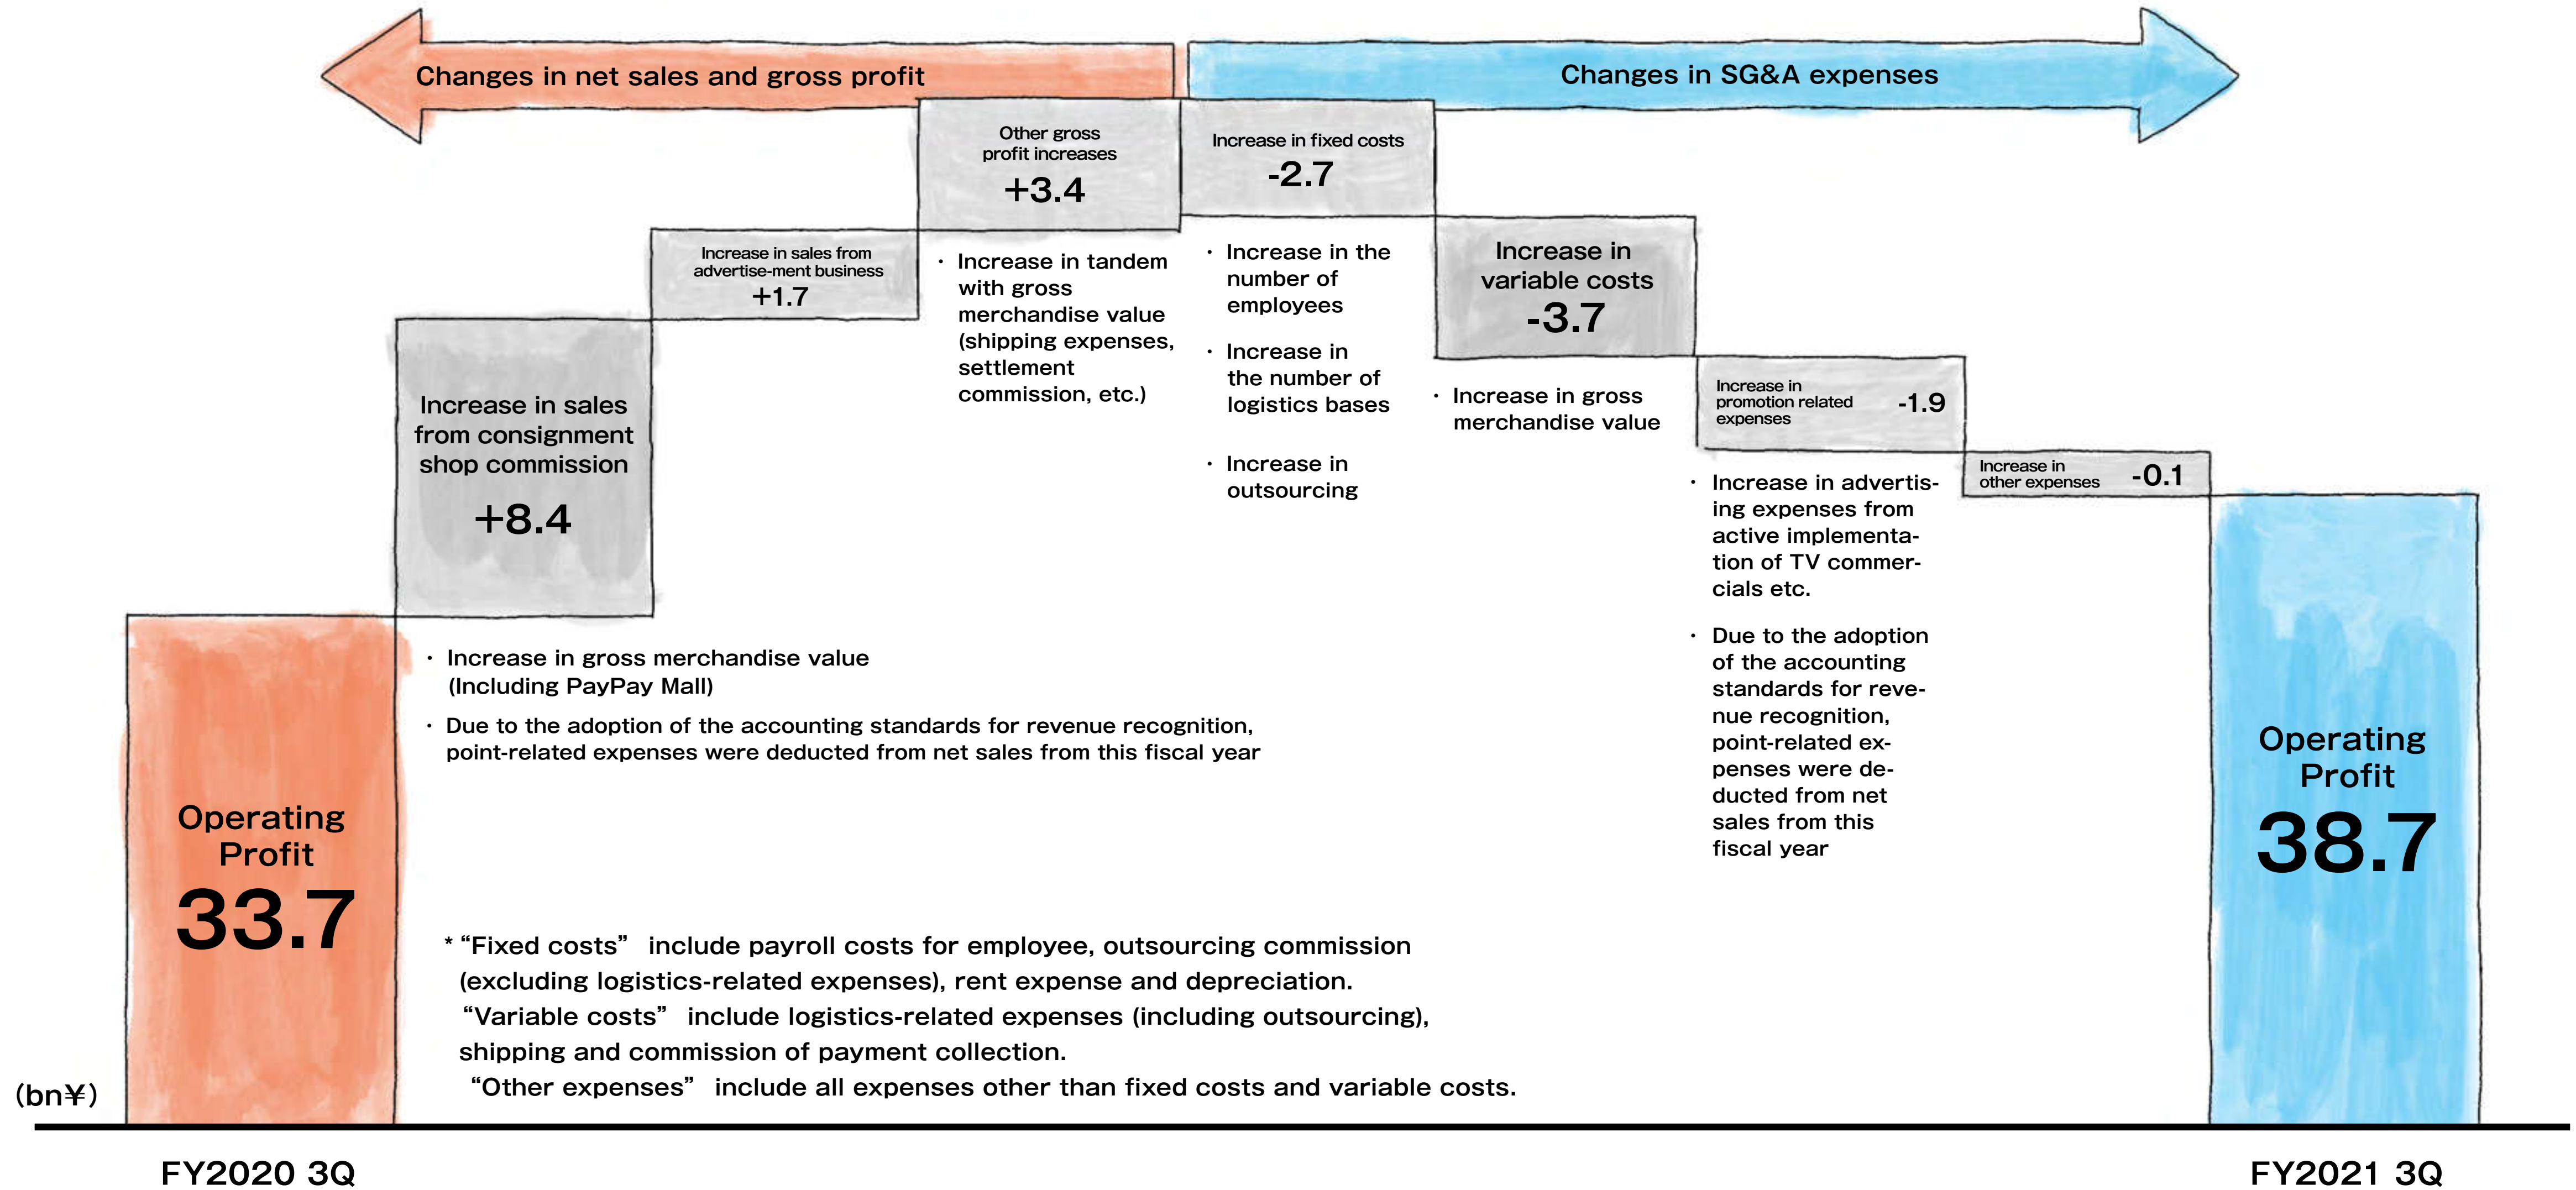 Changes in net sales and gross profit
Changes in SG&A expenses
Other gross
profit increases
+3.4
Increase in fixed costs
-2.7
Increase in sales from
advertise-ment business
+1.7
Increase in
variable costs
-3.7
・ Increase in tandem
with gross
merchandise value
(shipping expenses,
settlement
commission, etc.)
・ Increase in the
number of
employees
・ Increase in
the number of
logistics bases
・ Increase in
outsourcing
Increase in sales
from consignment
shop commission
+8.4
・ Increase in gross
merchandise value
Increase in
promotion related
expenses
-1.9
Increase in
other expenses
-0.1
・ Increase in advertis-
ing expenses from
active implementa-
tion of TV commer-
cials etc.
・ Due to the adoption
of the accounting
standards for reve-
nue recognition,
point-related ex-
penses were de-
ducted from net
sales from this
fiscal year
・ Increase in gross merchandise value
(Including PayPay Mall)
・ Due to the adoption of the accounting standards for revenue recognition,
point-related expenses were deducted from net sales from this fiscal year
Operating
Profit
33.7
Operating
Profit
38.7
* “Fixed costs” include payroll costs for employee, outsourcing commission
(excluding logistics-related expenses), rent expense and depreciation.
“Variable costs” include logistics-related expenses (including outsourcing),
shipping and commission of payment collection.
“Other expenses” include all expenses other than fixed costs and variable costs.
(bn¥)
FY2020 3Q
FY2021 3Q